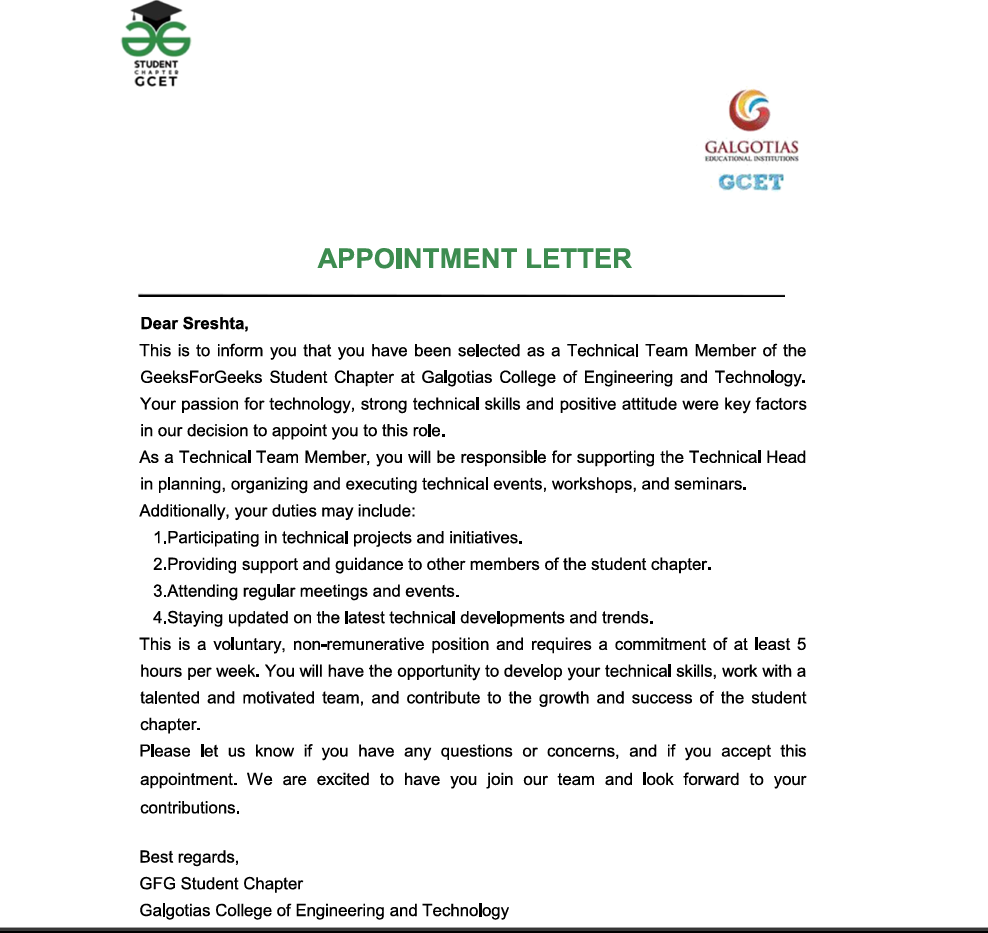 STUDENT
CHAPTER
GCET
GALGOTIAS
EDUCATIONAL INSTITUTIONS
GCET
APPOINTMENT LETTER
Dear Sreshta,
This is to inform you that you have been selected as a Technical Team Member of the
GeeksForGeeks Student Chapter at Galgotias College of Engineering and Technology.
Your passion for technology, strong technical skills and positive attitude were key factors
in our decision to appoint you to this role.
As a Technical Team Member, you will be responsible for supporting the Technical Head
in planning, organizing and executing technical events, workshops, and seminars.
Additionally, your duties may include:
1.Participating in technical projects and initiatives.
2.Providing support and guidance to other members of the student chapter.
3.Attending regular meetings and events.
4.Staying updated on the latest technical developments and trends.
This is a voluntary, non-remunerative position and requires a commitment of at least 5
hours per week. You will have the opportunity to develop your technical skills, work with a
talented and motivated team, and contribute to the growth and success of the student
chapter.
Please let us know if you have any questions or concerns, and if you accept this
appointment. We are excited to have you join our team and look forward to your
contributions.
Best regards,
GFG Student Chapter
Galgotias College of Engineering and Technology